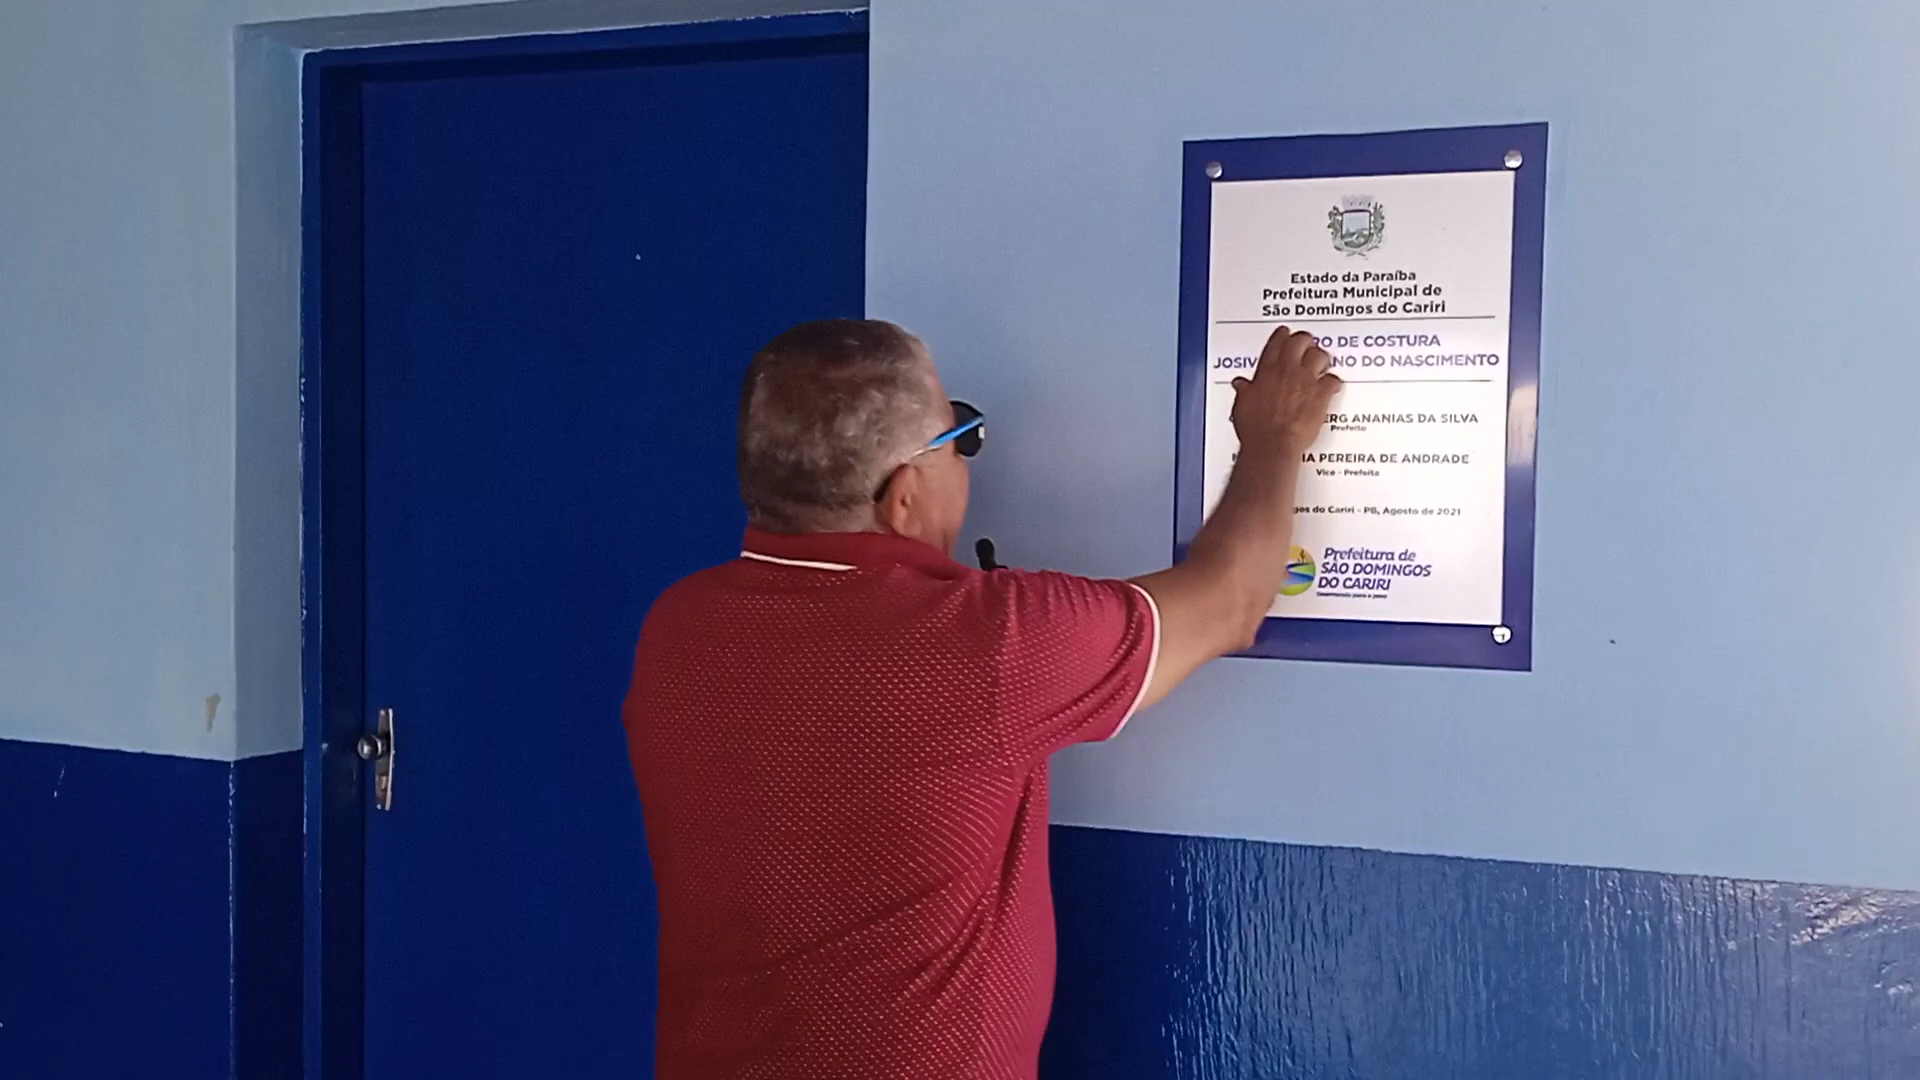 Estado da Paraíba
Prefeitura Municipal de
São Domingos do Cariri
RO DE COSTURA
JOSIV ANO DO NASCIMENTO
ERG ANANIAS DA SILVA
Prefeito
IA PEREIRA DE ANDRADE
Vice - Prefeita
gos do Cariri - PB, Agosto de 2021
Prefeitura de
SÃO DOMINGOS
DO CARIRI